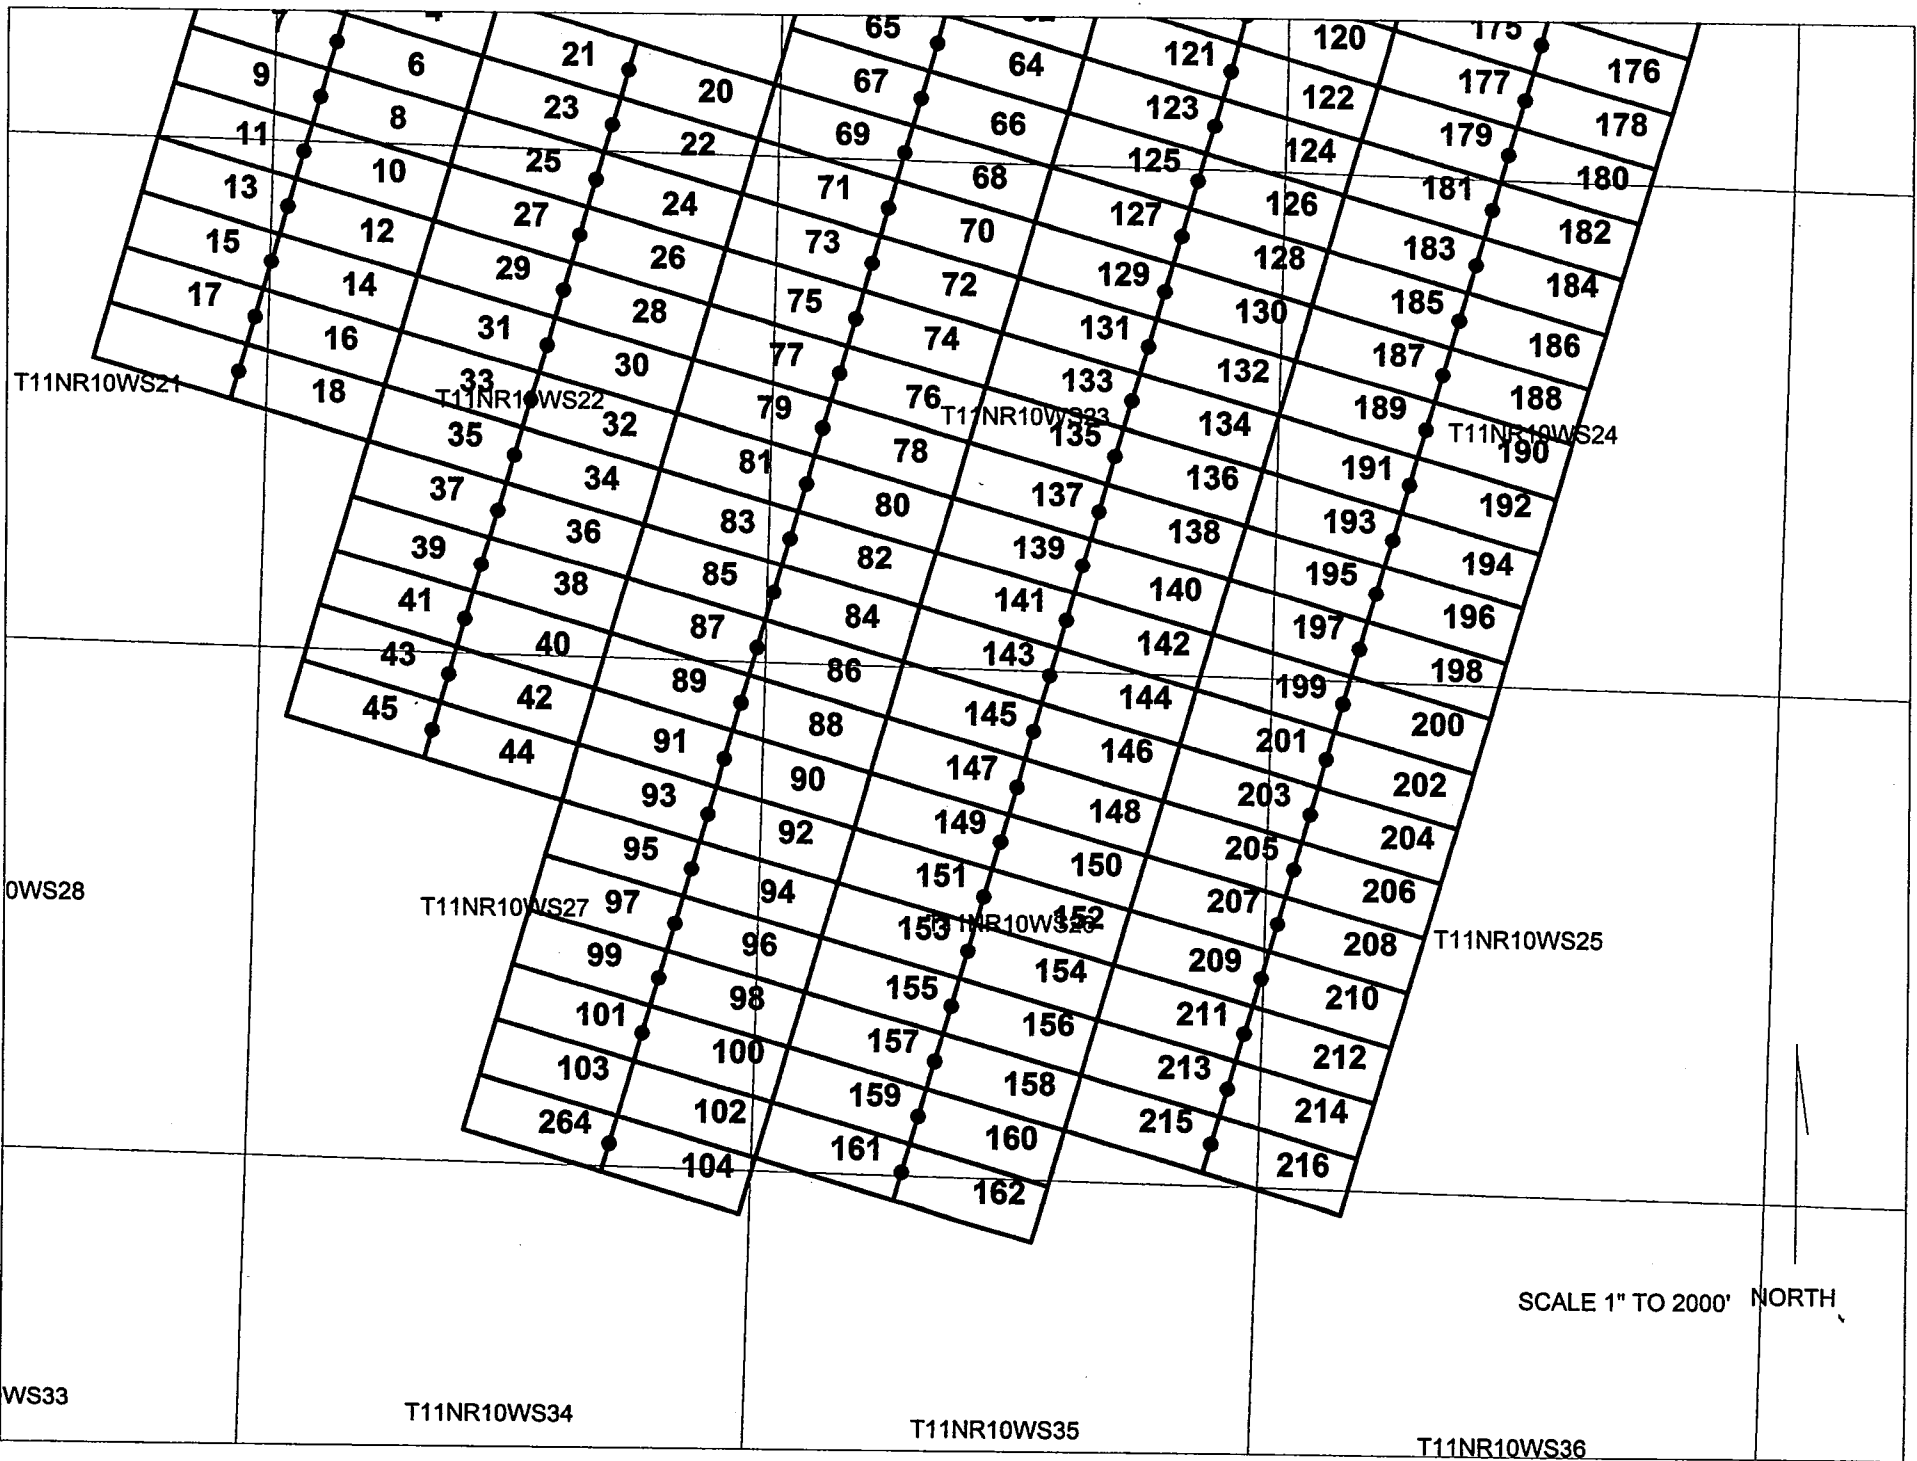 7 4 21 65 62 121 120 175 176
9 6 23 20 67 64 123 122 177 178
11 8 25 22 69 66 125 124 179 180
13 10 27 24 71 68 127 126 181 182
15 12 29 26 73 70 129 128 183 184
17 14 31 28 75 72 131 130 185 186
16 33 30 77 74 133 132 187 188
T11NR10WS21 18 T11NR10WS22 32 79 76 T11NR10WS23 135 134 189 T11NR10WS24 190
35 34 81 78 137 136 191 192
37 36 83 80 139 138 193 194
39 38 85 82 141 140 195 196
41 40 87 84 143 142 197 198
43 42 89 86 145 144 199 200
45 44 91 88 147 146 201 202
93 90 149 148 203 204
95 92 151 150 205 206
0WS28 T11NR10WS27 97 94 153 T11NR10WS26 152 207 208 T11NR10WS25
99 96 155 154 209 210
101 98 157 156 211 212
103 100 159 158 213 214
264 102 161 160 215 216
104 162
SCALE 1" TO 2000' NORTH
WS33 T11NR10WS34 T11NR10WS35 T11NR10WS36